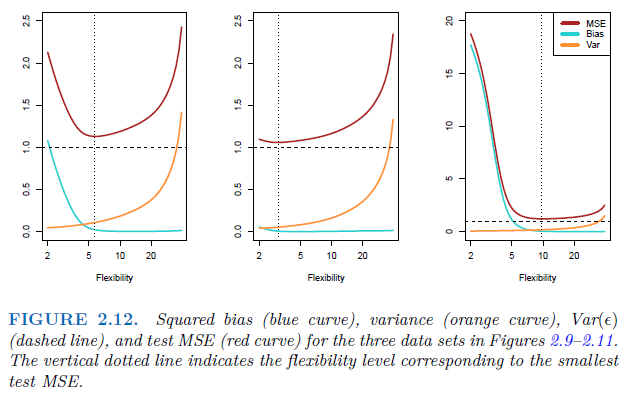 2.5
2.0
1.5
1.0
0.5
0.0
2
5
10
20
Flexibility
2.5
2.0
1.5
1.0
0.5
0.0
2
5
10
20
Flexibility
20
15
10
5
0
2
5
10
20
Flexibility
MSE
Bias
Var
FIGURE 2.12. Squared bias (blue curve), variance (orange curve), Var(ϵ)
(dashed line), and test MSE (red curve) for the three data sets in Figures 2.9–2.11.
The vertical dotted line indicates the flexibility level corresponding to the smallest
test MSE.